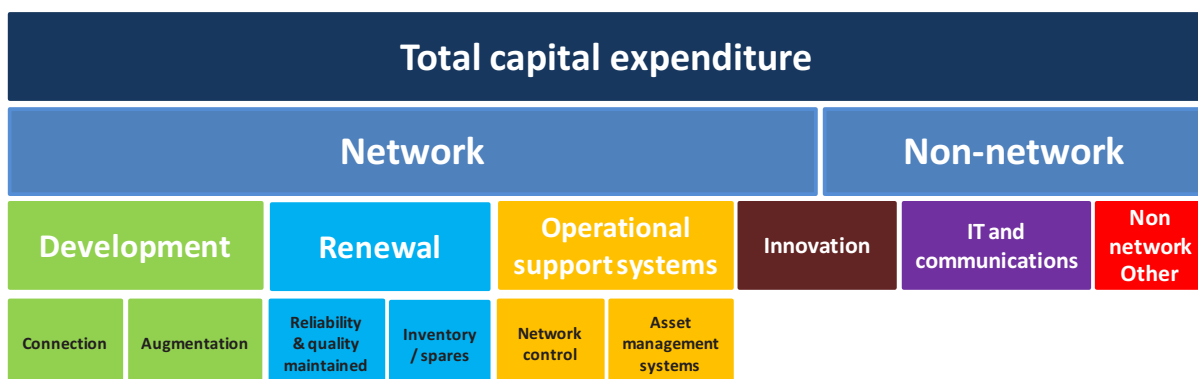 Total capital expenditure
Network
Non-network
Development
Renewal
Operational
support systems
Innovation
IT and
communications
Non
network
Other
Connection
Augmentation
Reliability
& quality
maintained
Inventory
/ spares
Network
control
Asset
management
systems